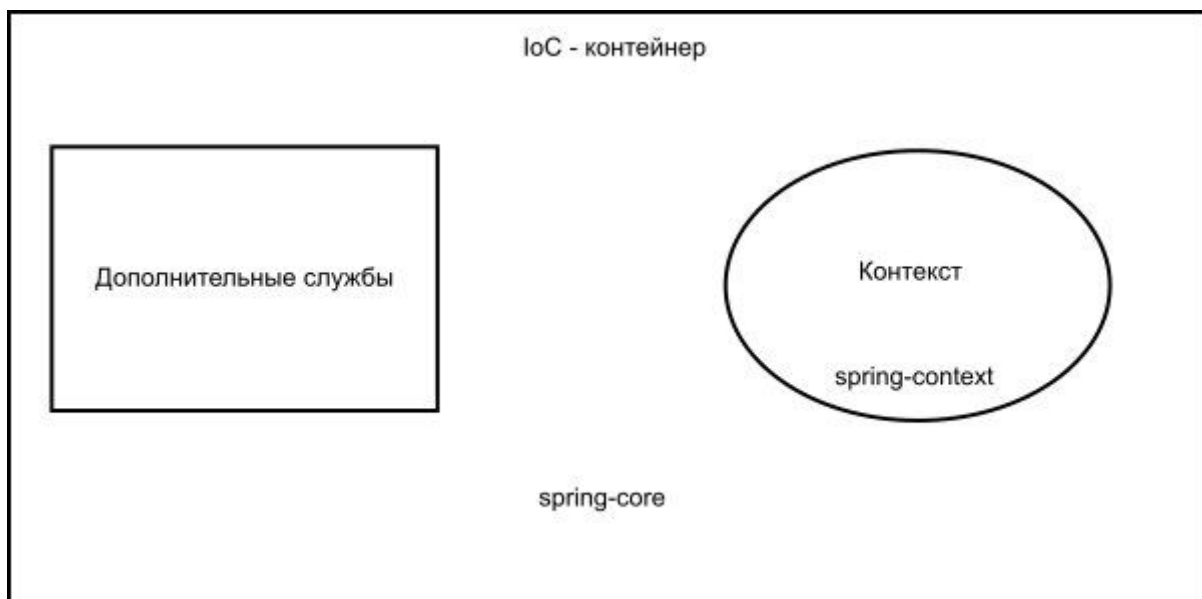 IoC - контейнер
Дополнительные службы
Контекст
spring-context
spring-core